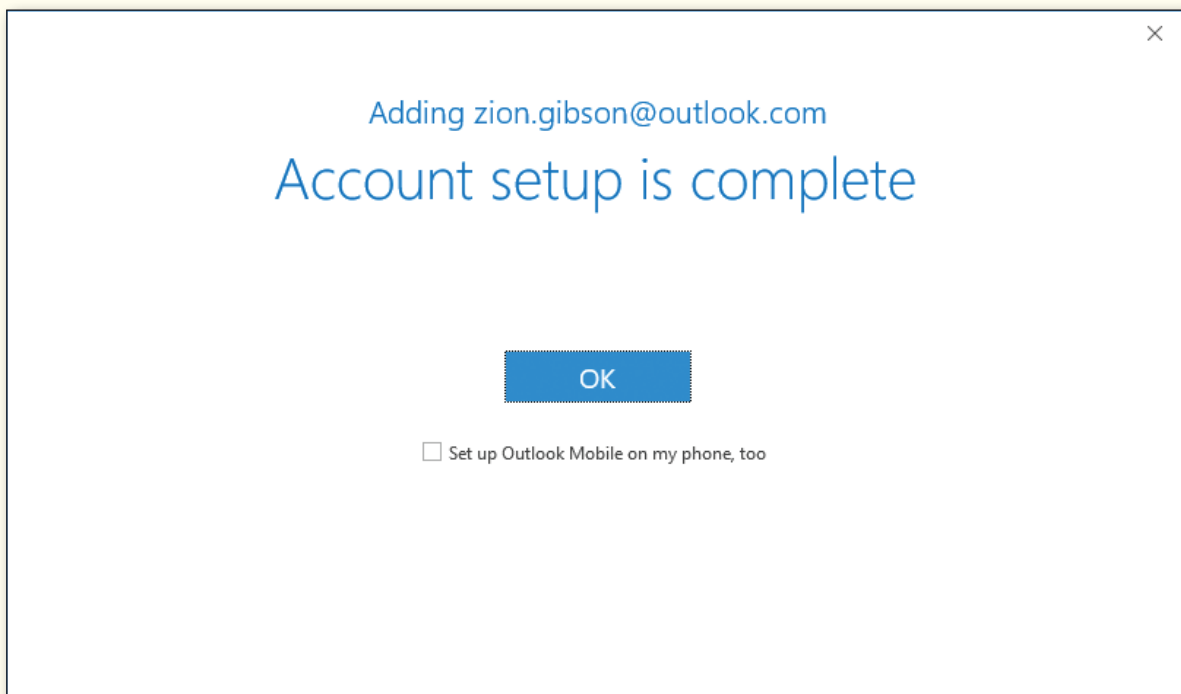 Adding zion.gibson@outlook.com
Account setup is complete
OK
Set up Outlook Mobile on my phone, too